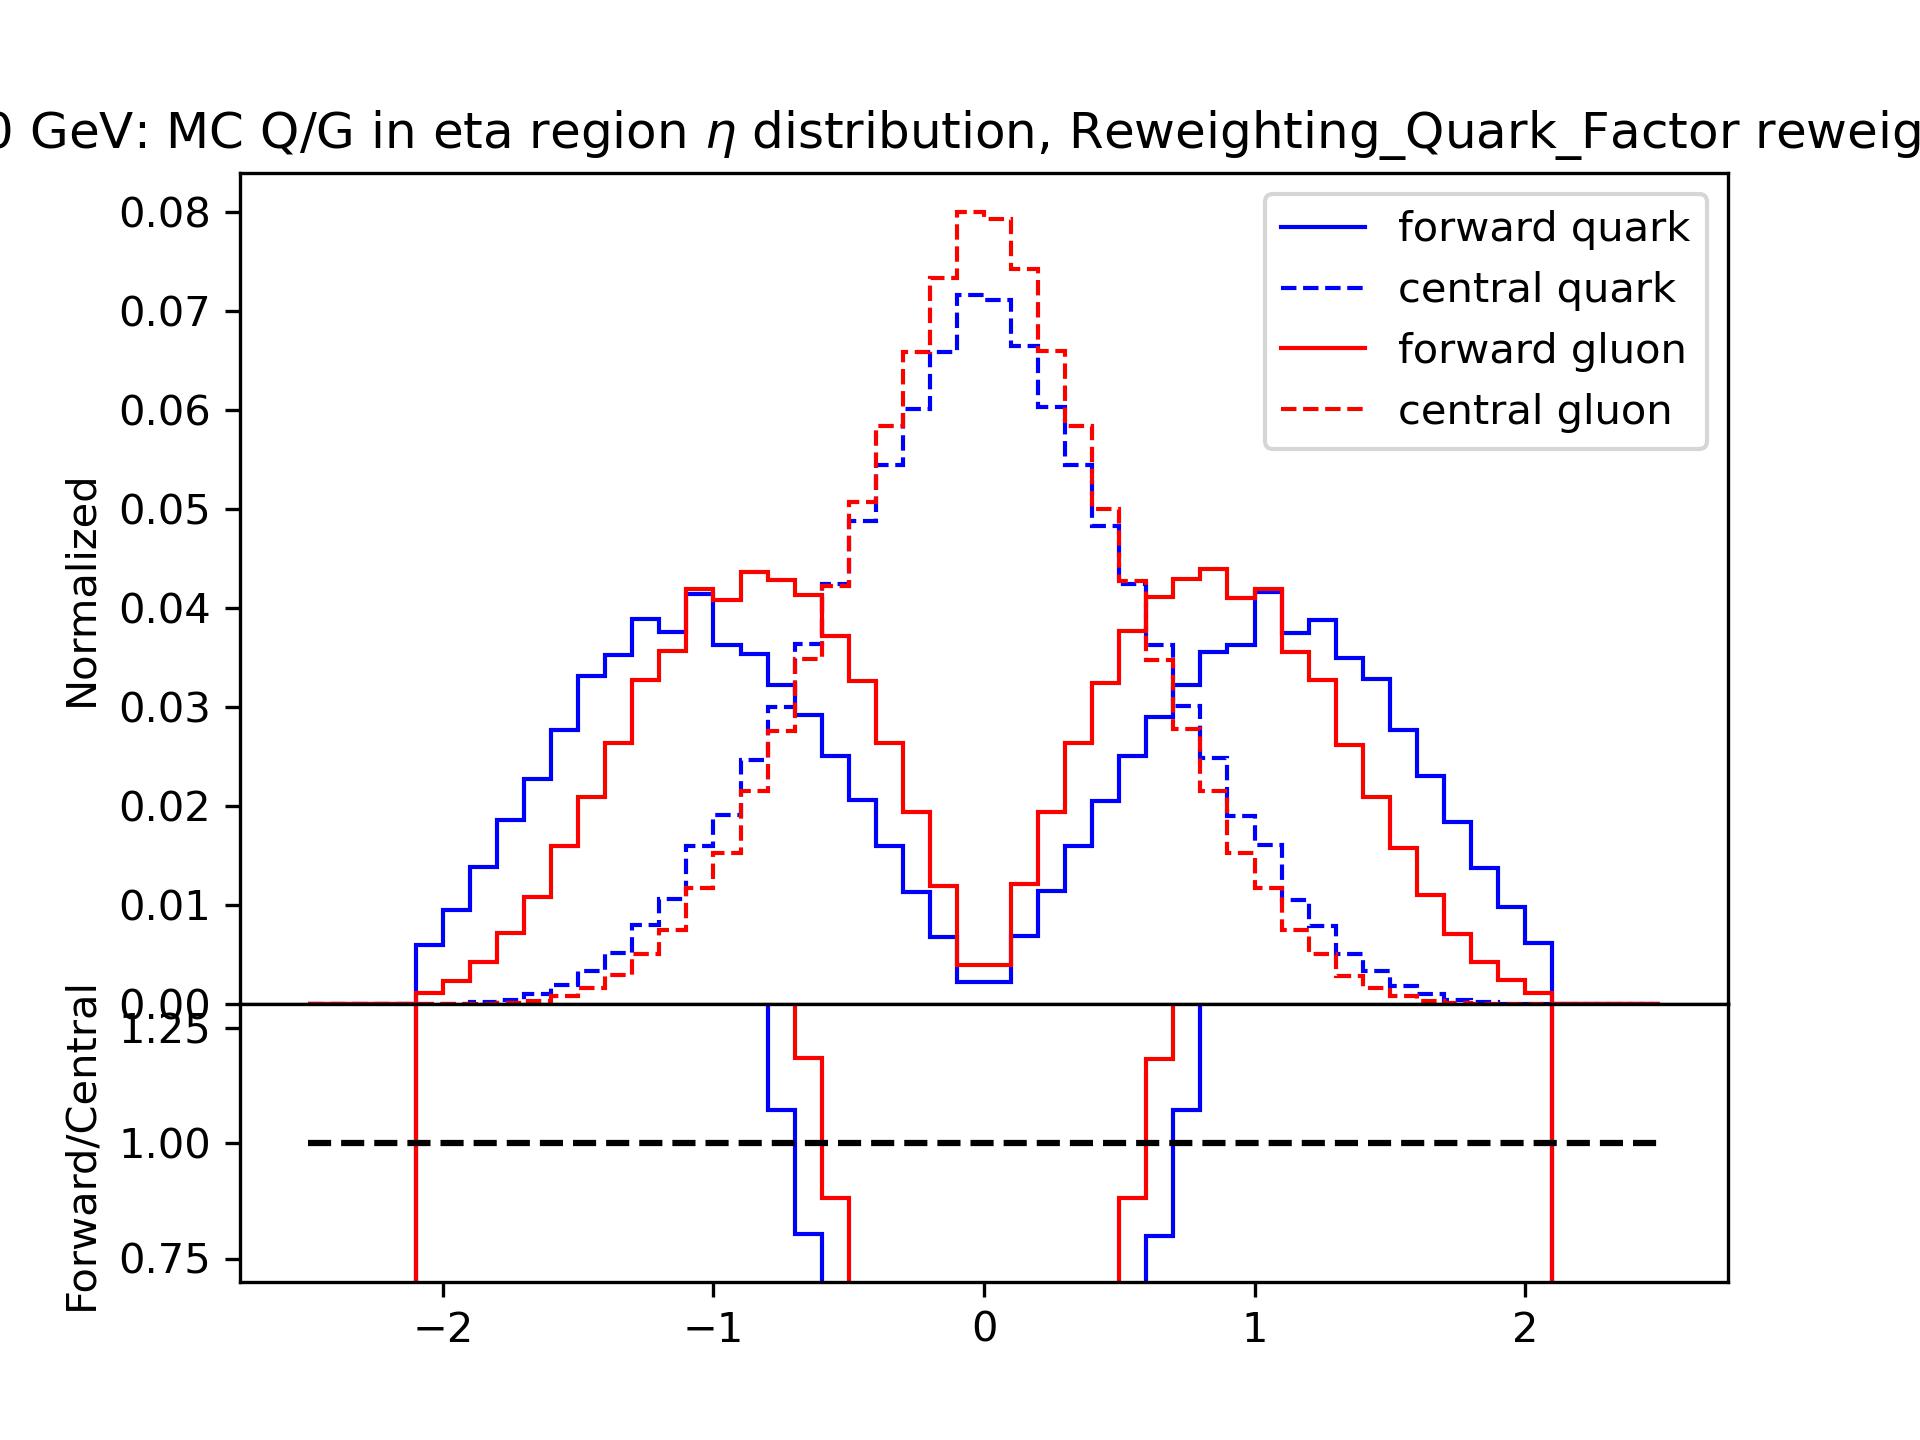 0 GeV: MC Q/G in eta region η distribution, Reweighting_Quark_Factor reweig
Normalized
0.08
0.07
0.06
0.05
0.04
0.03
0.02
0.01
0.00
forward quark
central quark
forward gluon
central gluon
Forward/Central
1.25
1.00
0.75
−2
−1
0
1
2